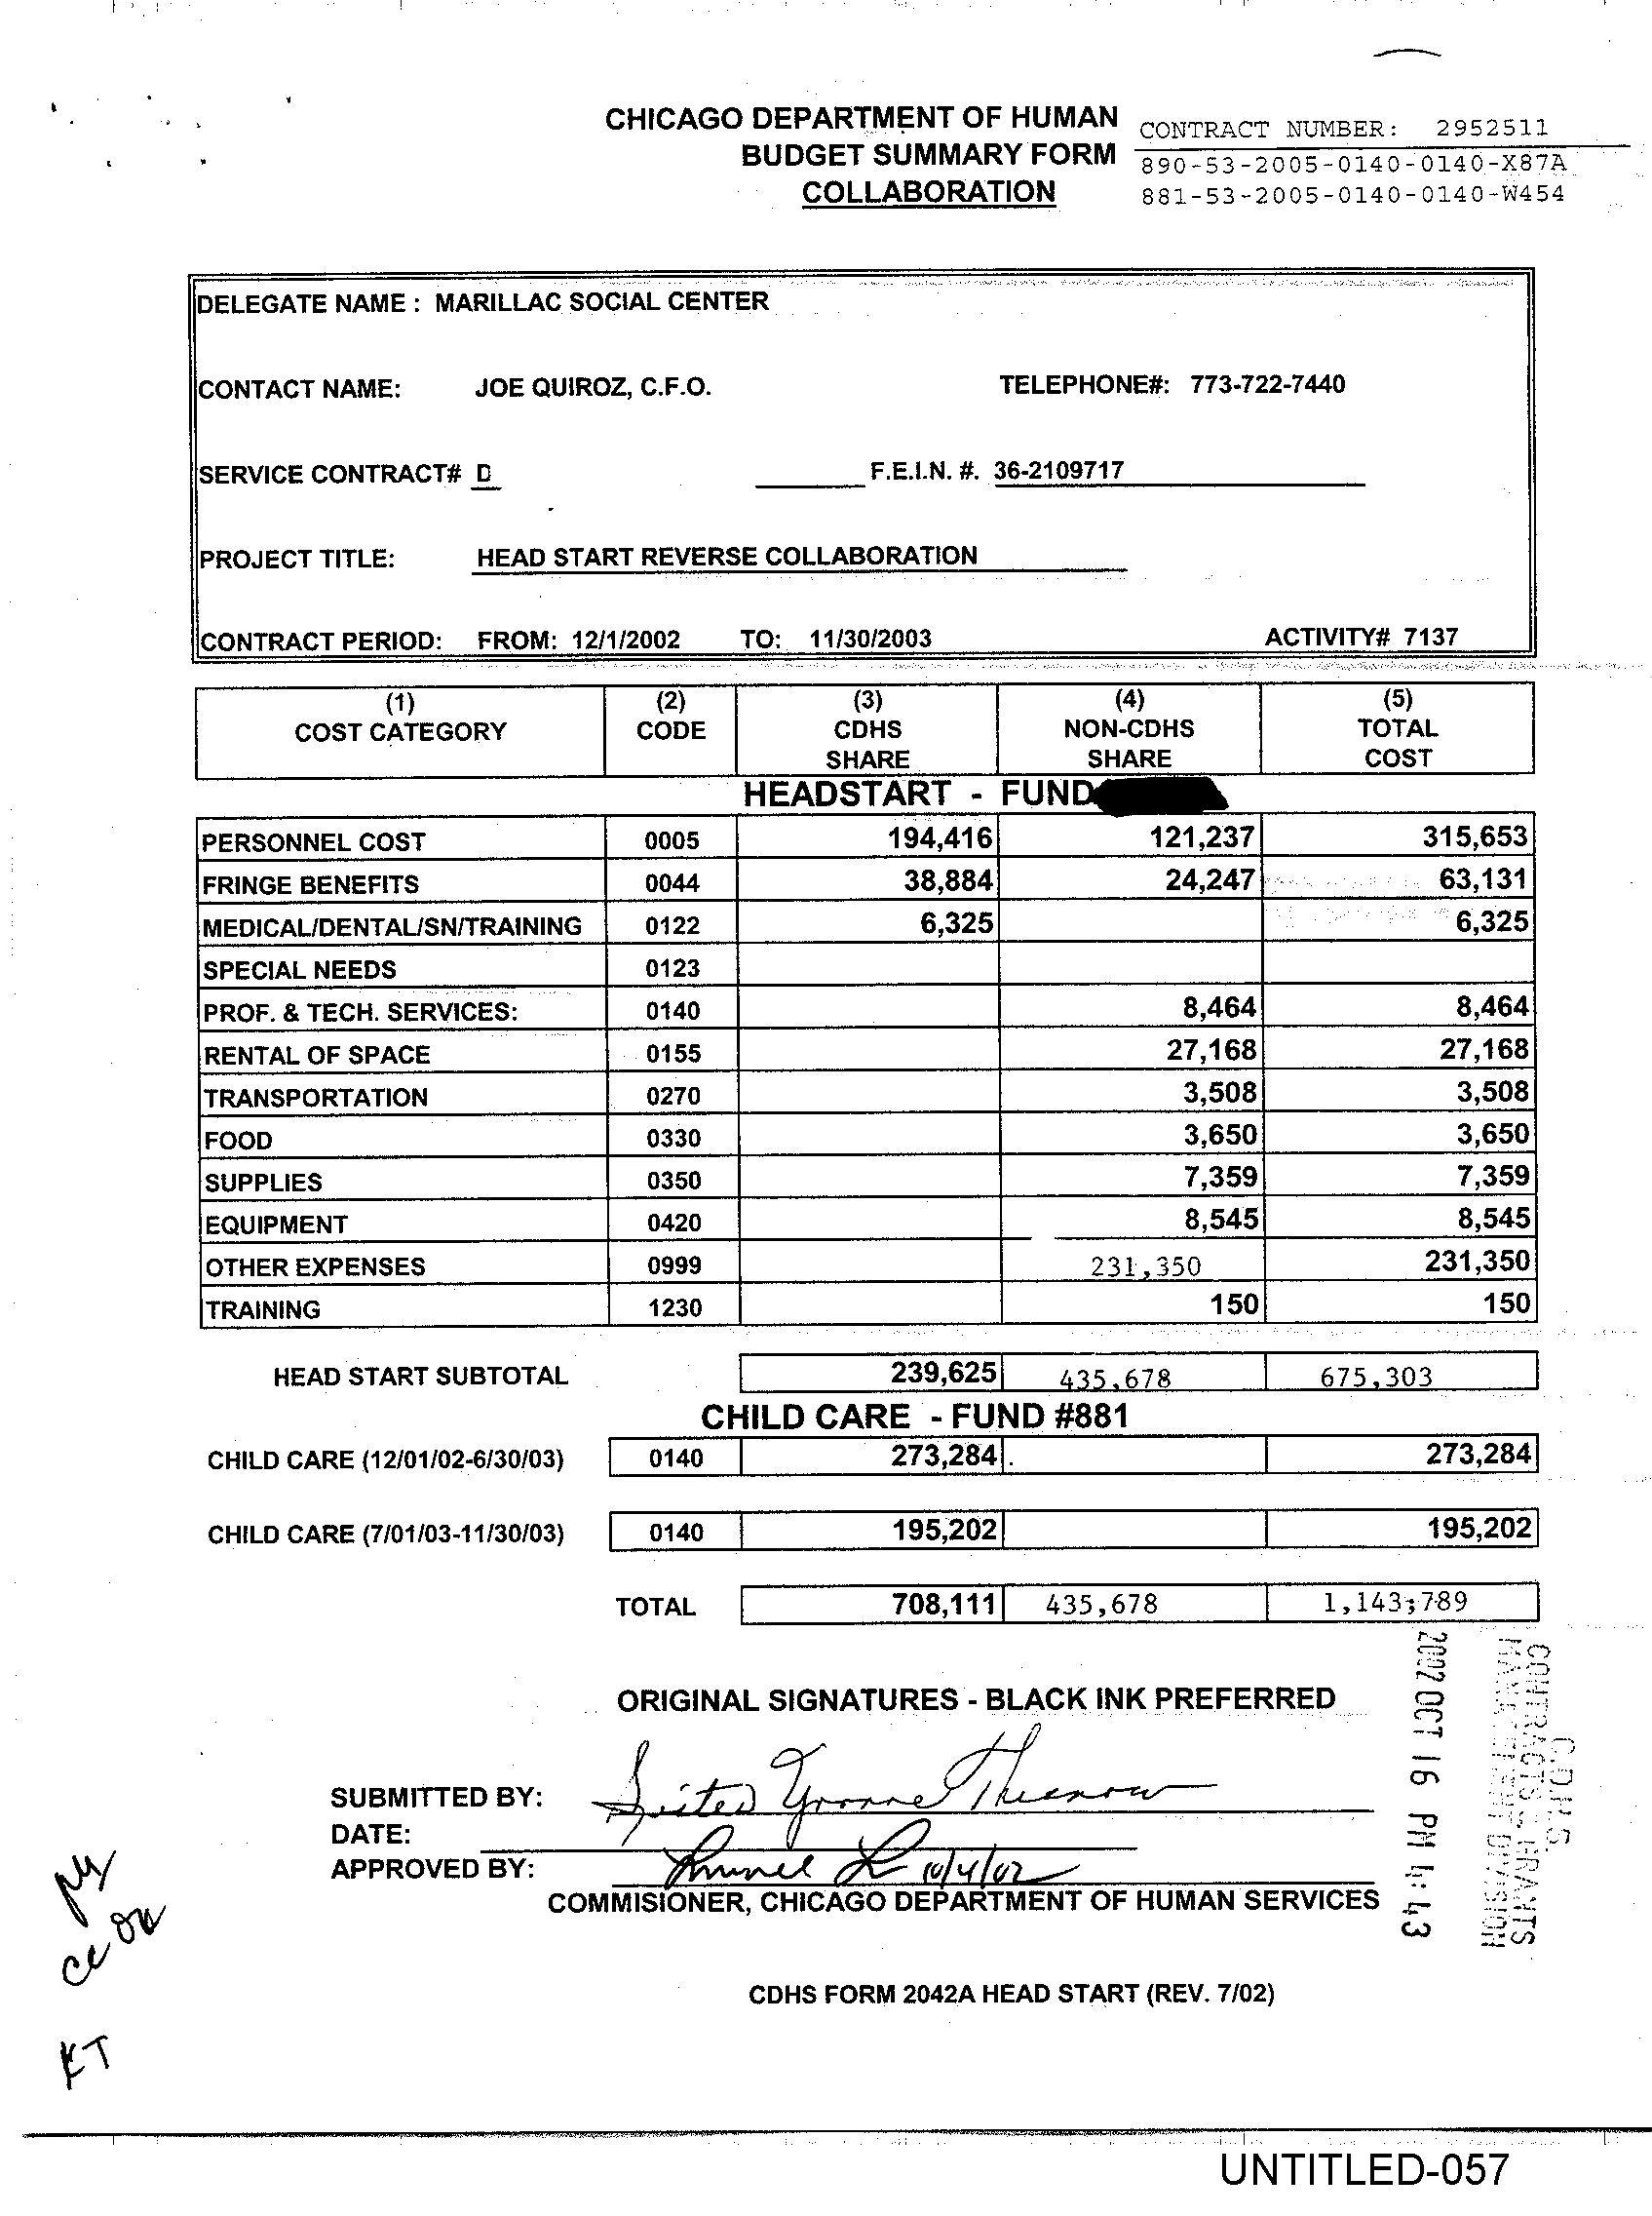 CHICAGO DEPARTMENT OF HUMAN
BUDGET SUMMARY FORM
COLLABORATION
CONTRACT NUMBER: 2952511
890-53-2005-0140-0140-X87A
881-53-2005-0140-0140-W454
DELEGATE NAME : MARILLAC SOCIAL CENTER
CONTACT NAME: JOE QUIROZ, C.F.O. TELEPHONE#: 773-722-7440
SERVICE CONTRACT# D F.E.I.N. #. 36-2109717
PROJECT TITLE: HEAD START REVERSE COLLABORATION
CONTRACT PERIOD: FROM: 12/1/2002 TO: 11/30/2003 ACTIVITY# 7137
(1) (2) (3) (4) (5)
COST CATEGORY CODE CDHS NON-CDHS TOTAL
SHARE SHARE COST
HEADSTART - FUND
PERSONNEL COST 0005 194,416 121,237 315,653
FRINGE BENEFITS 0044 38,884 24,247 63,131
MEDICAL/DENTAL/SN/TRAINING 0122 6,325 6,325
SPECIAL NEEDS 0123
PROF. & TECH. SERVICES: 0140 8,464 8,464
RENTAL OF SPACE 0155 27,168 27,168
TRANSPORTATION 0270 3,508 3,508
FOOD 0330 3,650 3,650
SUPPLIES 0350 7,359 7,359
EQUIPMENT 0420 8,545 8,545
OTHER EXPENSES 0999 231,350 231,350
TRAINING 1230 150 150
HEAD START SUBTOTAL 239,625 435,678 675,303
CHILD CARE - FUND #881
CHILD CARE (12/01/02-6/30/03) 0140 273,284 273,284
CHILD CARE (7/01/03-11/30/03) 0140 195,202 195,202
TOTAL 708,111 435,678 1,143,789
ORIGINAL SIGNATURES - BLACK INK PREFERRED
SUBMITTED BY: Sister Yvonne Thranow
DATE:
APPROVED BY: 10/4/02
COMMISIONER, CHICAGO DEPARTMENT OF HUMAN SERVICES
C.D.H.S.
CONTRACTS & GRANTS
MANAGEMENT DIVISION
2002 OCT 16 PM 4:43
CDHS FORM 2042A HEAD START (REV. 7/02)
KT
UNTITLED-057